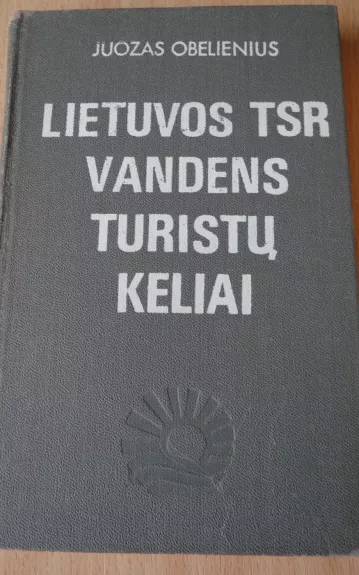 JUOZAS OBELIENIUS
LIETUVOS TSR
VANDENS
TURISTŲ
KELIAI